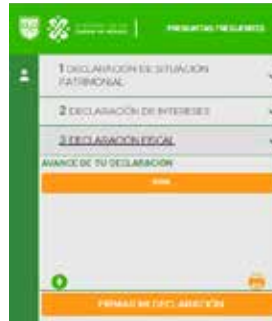 PREGUNTAS FRECUENTES
1 DECLARACIÓN DE SITUACIÓN
PATRIMONIAL
2 DECLARACIÓN DE INTERESES
3 DECLARACIÓN FISCAL
AVANCE DE TU DECLARACIÓN
FIRMAR MI DECLARACIÓN